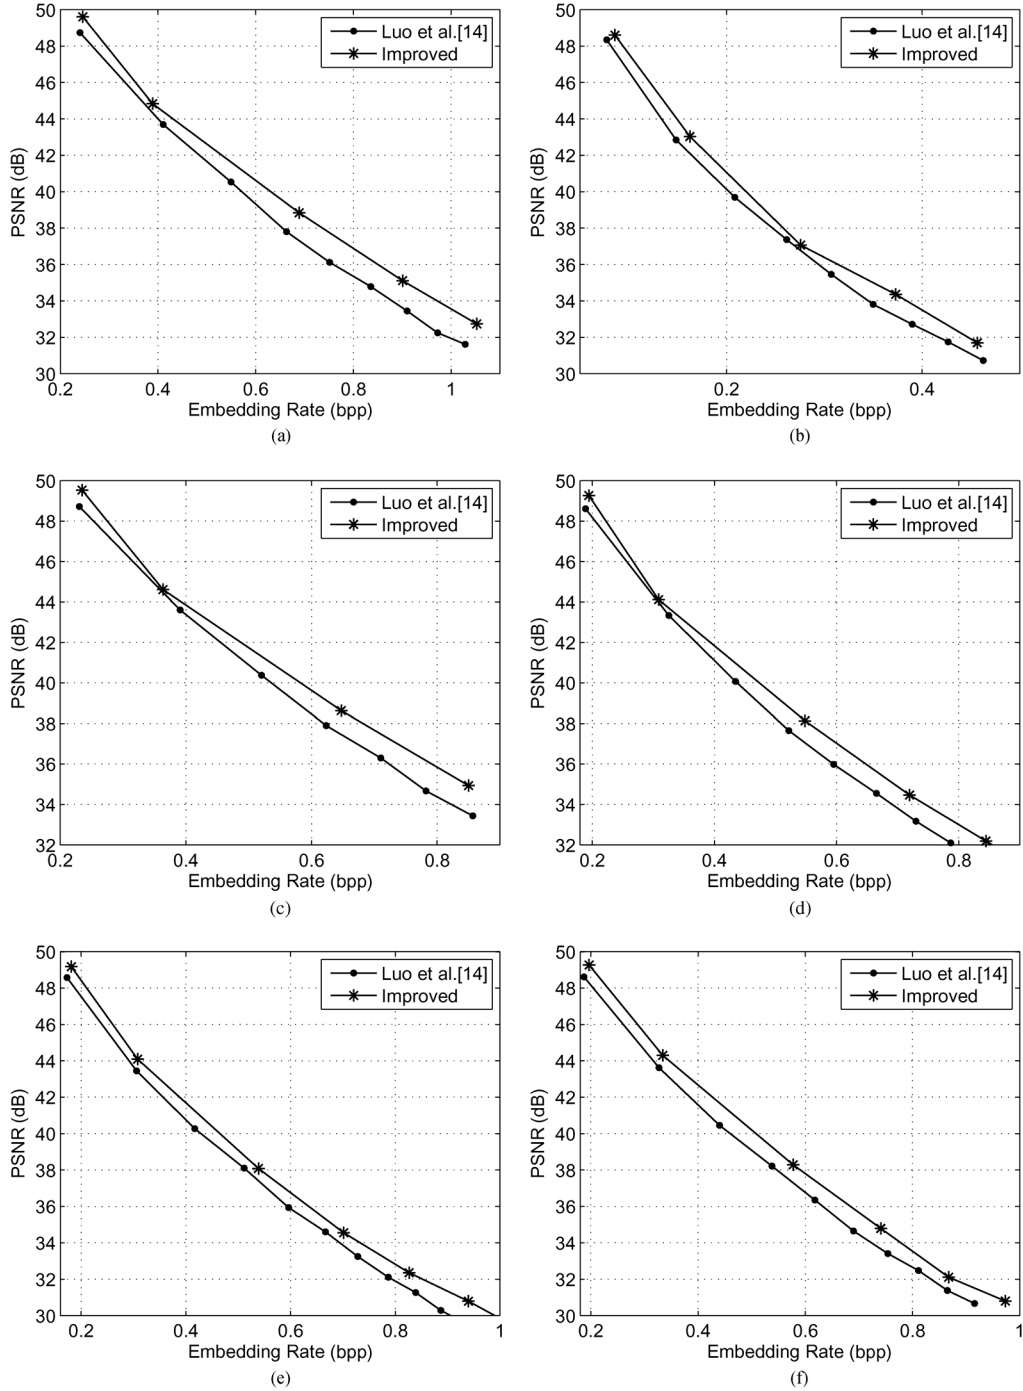 50
48
46
44
42
40
38
36
34
32
30
PSNR (dB)
Luo et al.[14]
Improved
0.2 0.4 0.6 0.8 1
Embedding Rate (bpp)
(a)
50
48
46
44
42
40
38
36
34
32
30
PSNR (dB)
Luo et al.[14]
Improved
0.2 0.4
Embedding Rate (bpp)
(b)
50
48
46
44
42
40
38
36
34
32
PSNR (dB)
Luo et al.[14]
Improved
0.2 0.4 0.6 0.8
Embedding Rate (bpp)
(c)
50
48
46
44
42
40
38
36
34
32
PSNR (dB)
Luo et al.[14]
Improved
0.2 0.4 0.6 0.8
Embedding Rate (bpp)
(d)
50
48
46
44
42
40
38
36
34
32
30
PSNR (dB)
Luo et al.[14]
Improved
0.2 0.4 0.6 0.8 1
Embedding Rate (bpp)
(e)
50
48
46
44
42
40
38
36
34
32
30
PSNR (dB)
Luo et al.[14]
Improved
0.2 0.4 0.6 0.8 1
Embedding Rate (bpp)
(f)